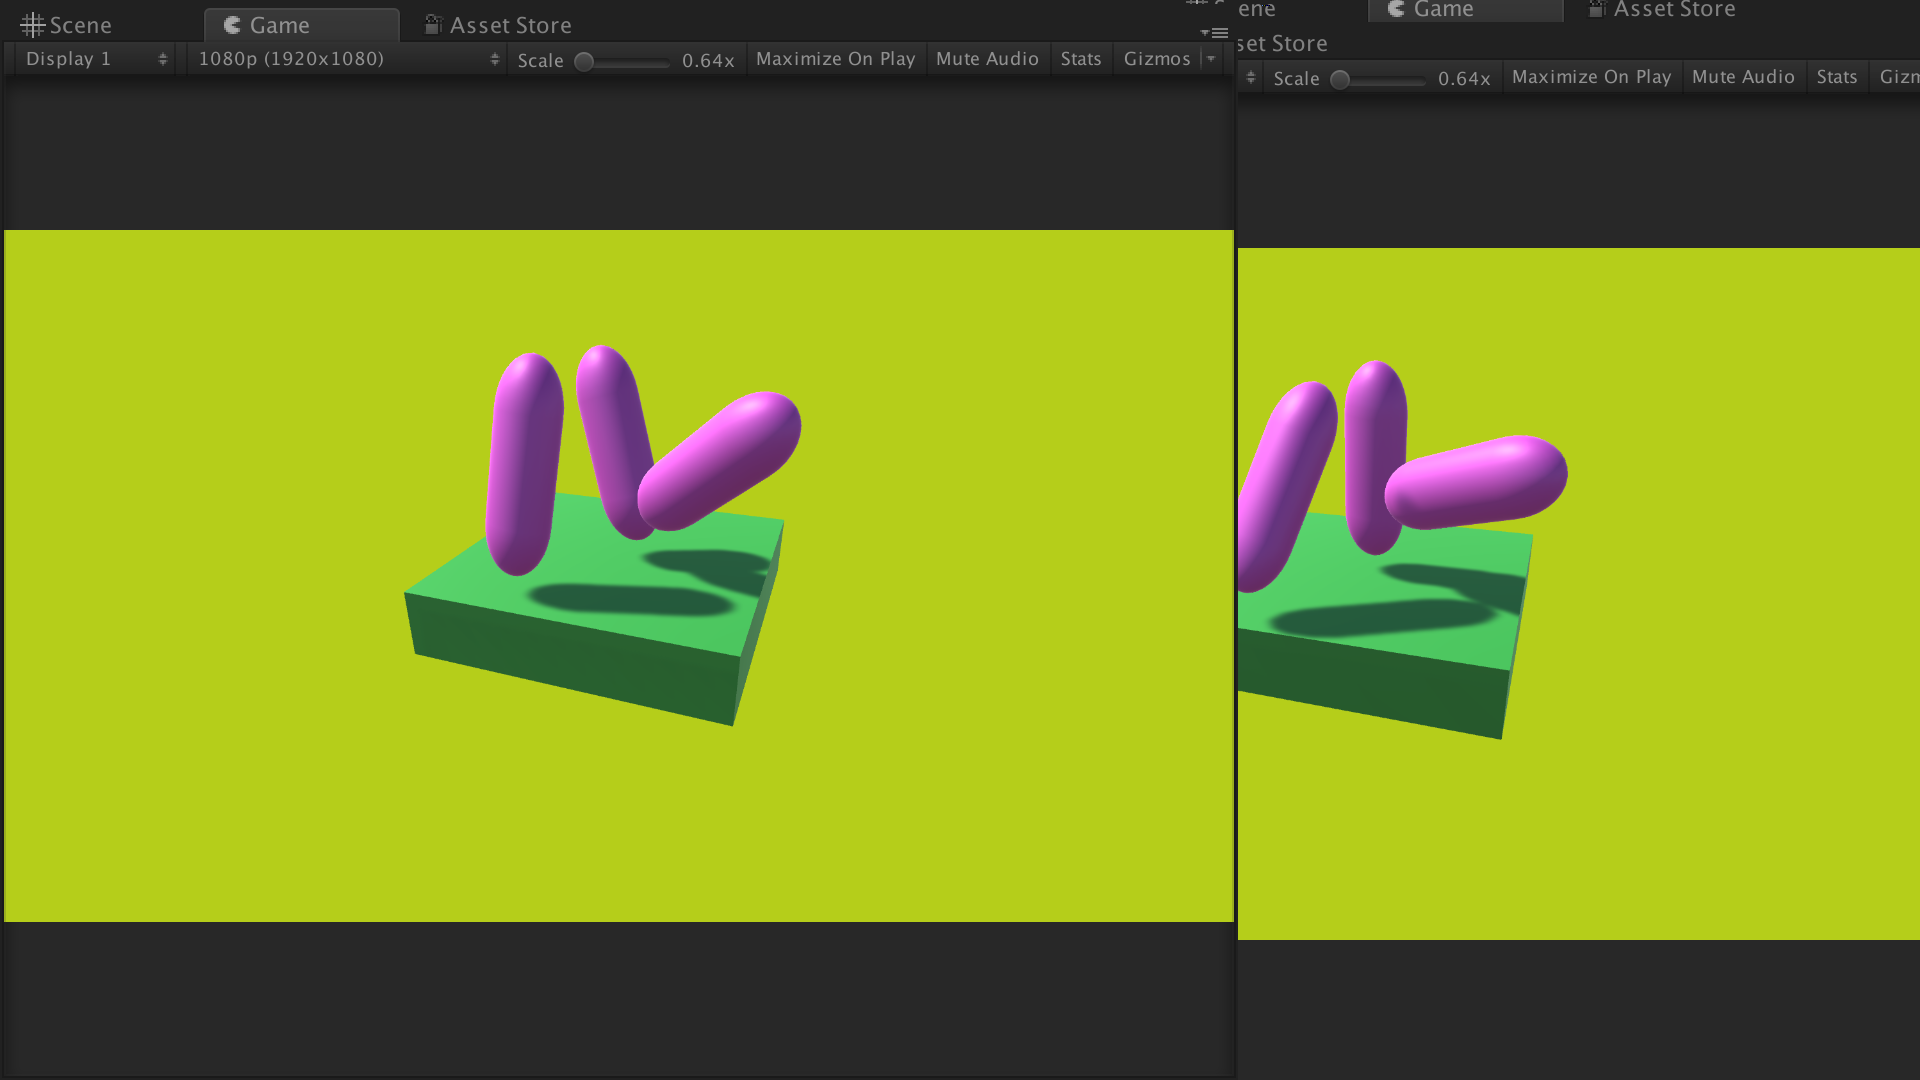 Scene Game Asset Store
Display 1 1080p (1920x1080) Scale 0.64x Maximize On Play Mute Audio Stats Gizmos
ene Game Asset Store
set Store
Scale 0.64x Maximize On Play Mute Audio Stats Gizm